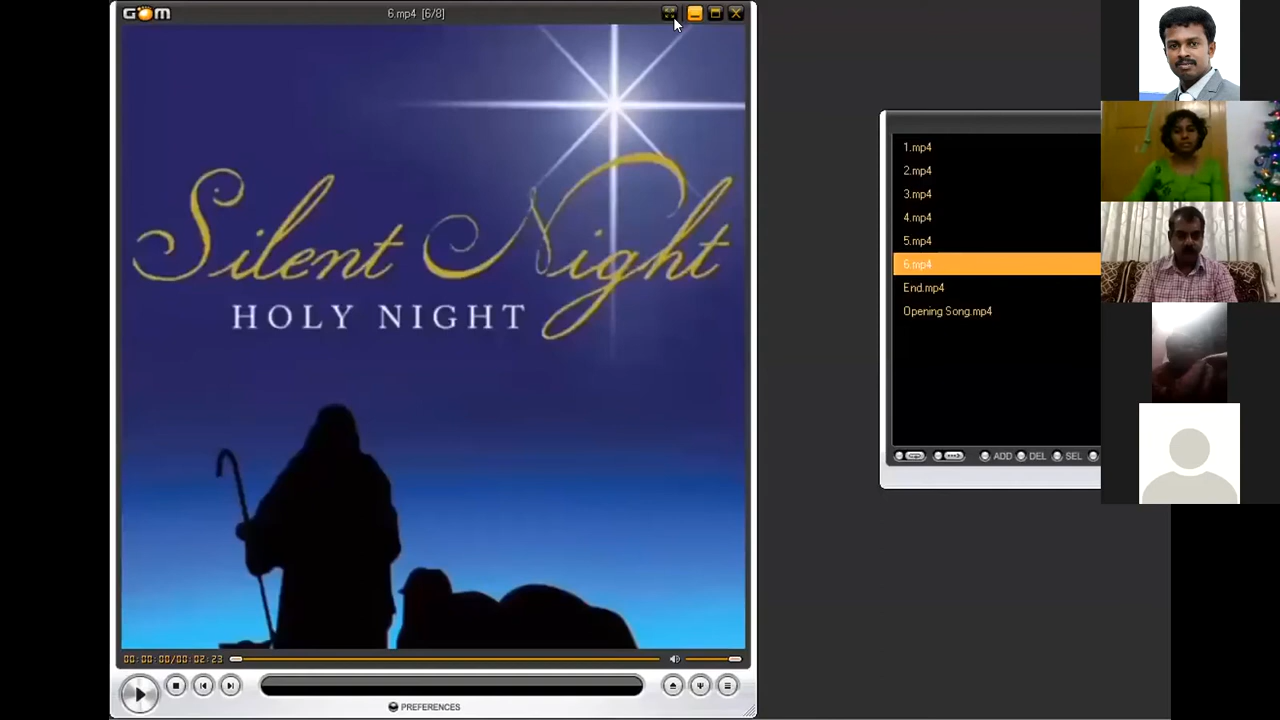 GOM
6.mp4 [6/8]
Silent Night
HOLY NIGHT
00:00:00/00:02:23
PREFERENCES
1.mp4
2.mp4
3.mp4
4.mp4
5.mp4
6.mp4
End.mp4
Opening Song.mp4
ADD DEL SEL